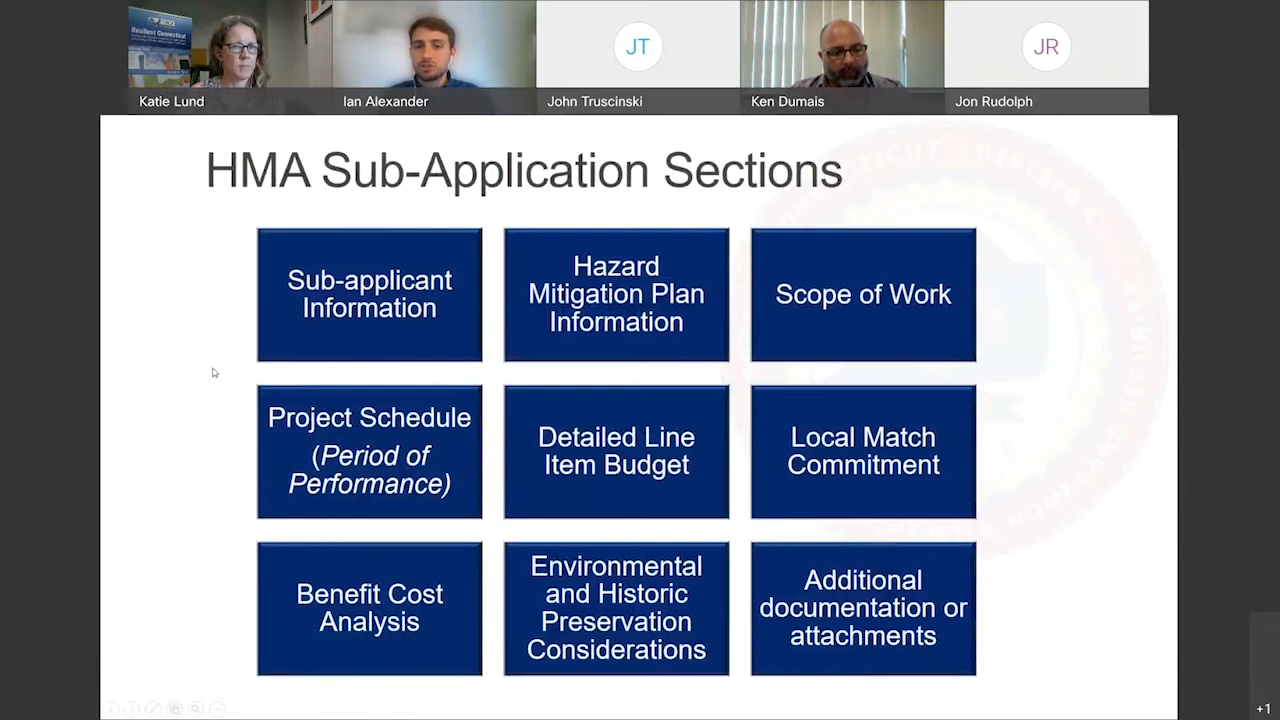 Resilient Connecticut
JT
JR
Katie Lund
Ian Alexander
John Truscinski
Ken Dumais
Jon Rudolph
HMA Sub-Application Sections
Sub-applicant
Information
Hazard
Mitigation Plan
Information
Scope of Work
Project Schedule
(Period of
Performance)
Detailed Line
Item Budget
Local Match
Commitment
Benefit Cost
Analysis
Environmental
and Historic
Preservation
Considerations
Additional
documentation or
attachments
+1